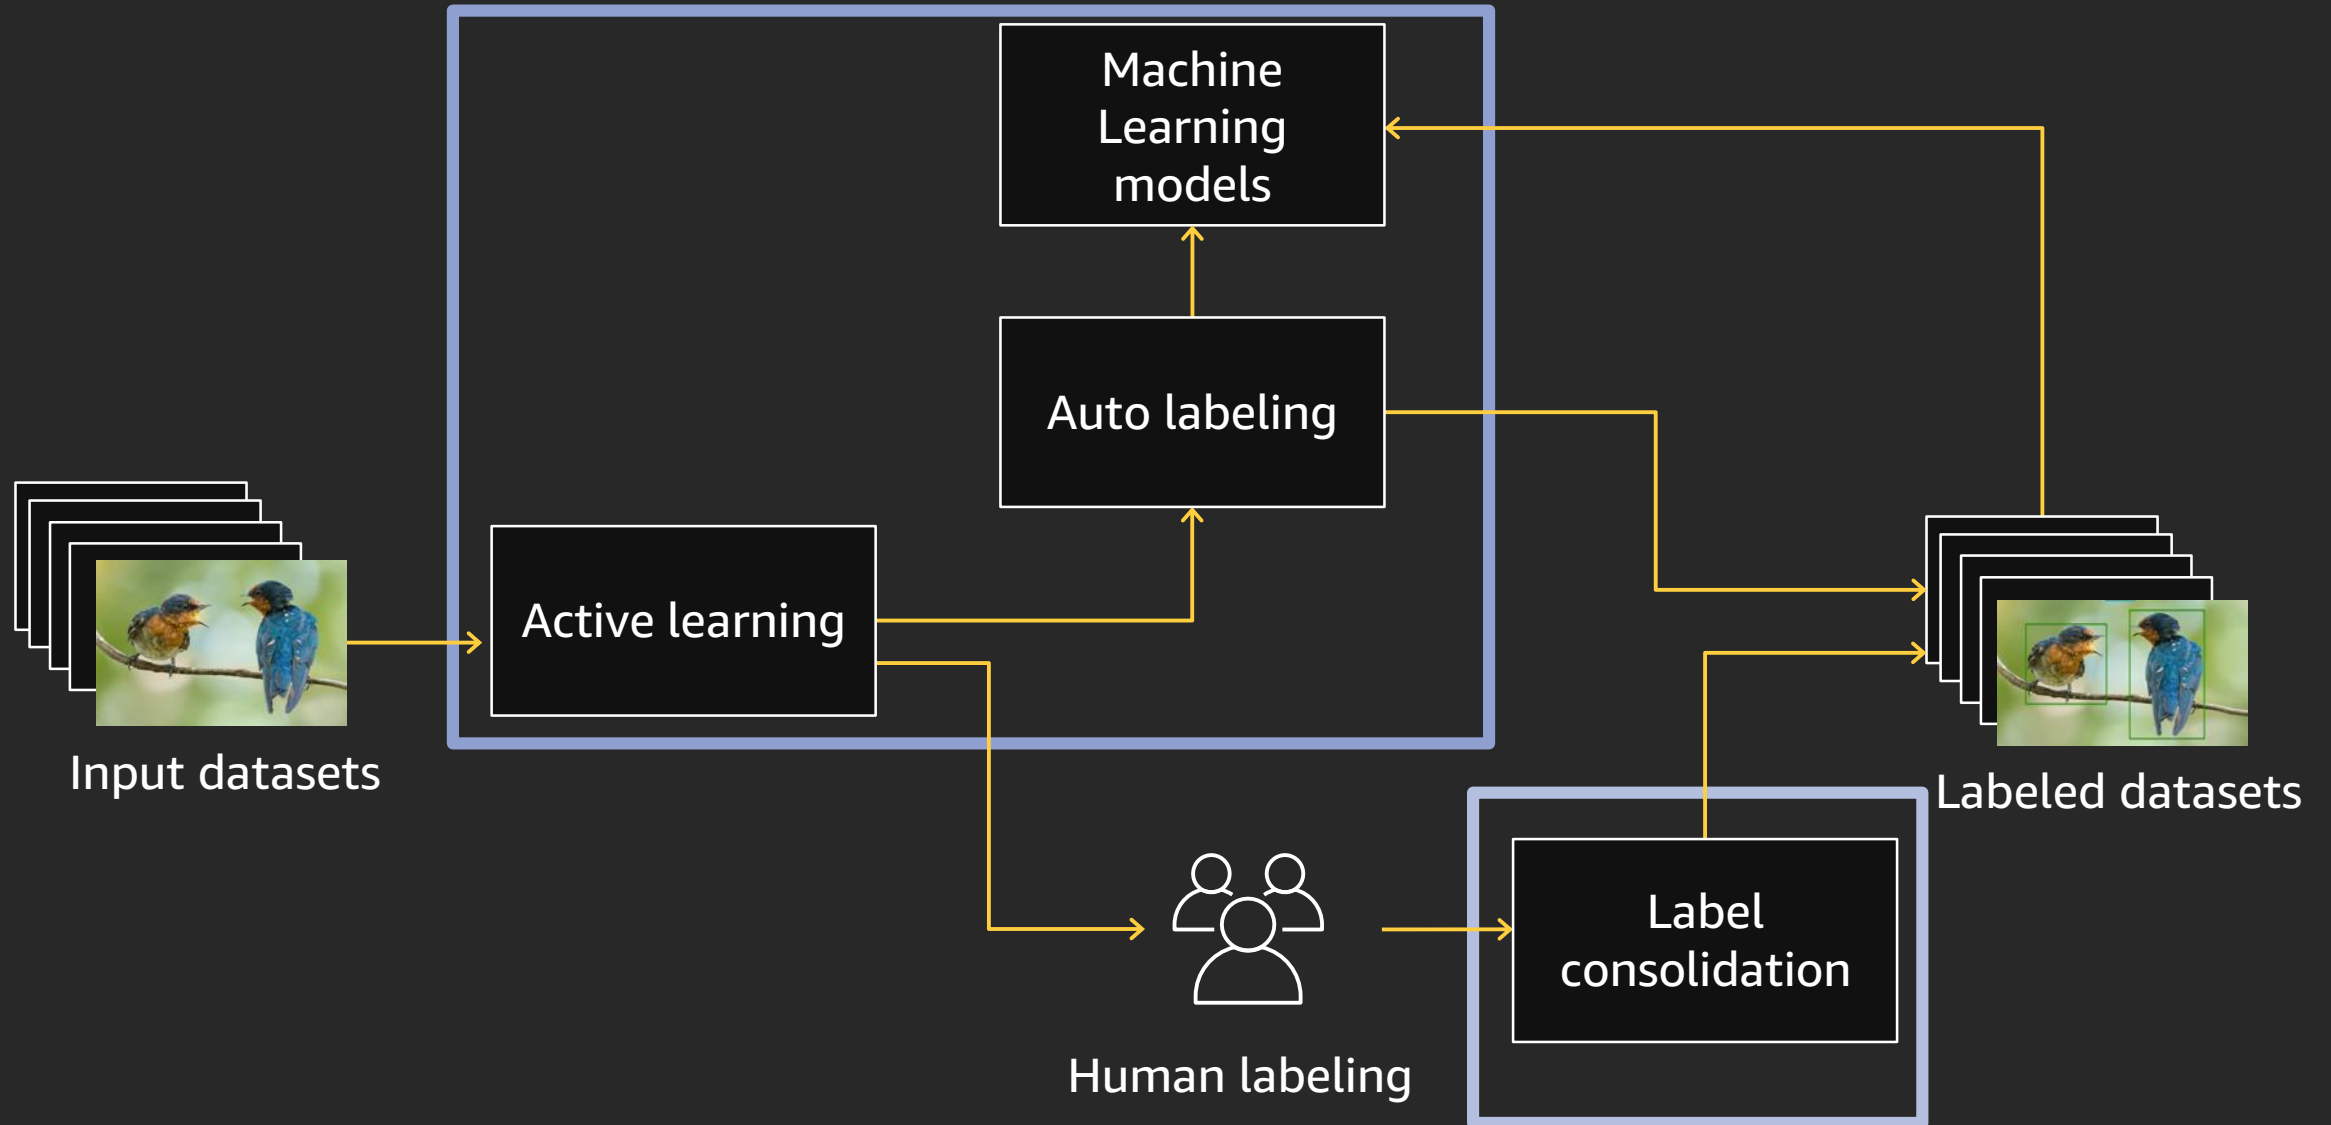 Machine
Learning
models
Auto labeling
Active learning
Input datasets
Labeled datasets
Label
consolidation
Human labeling